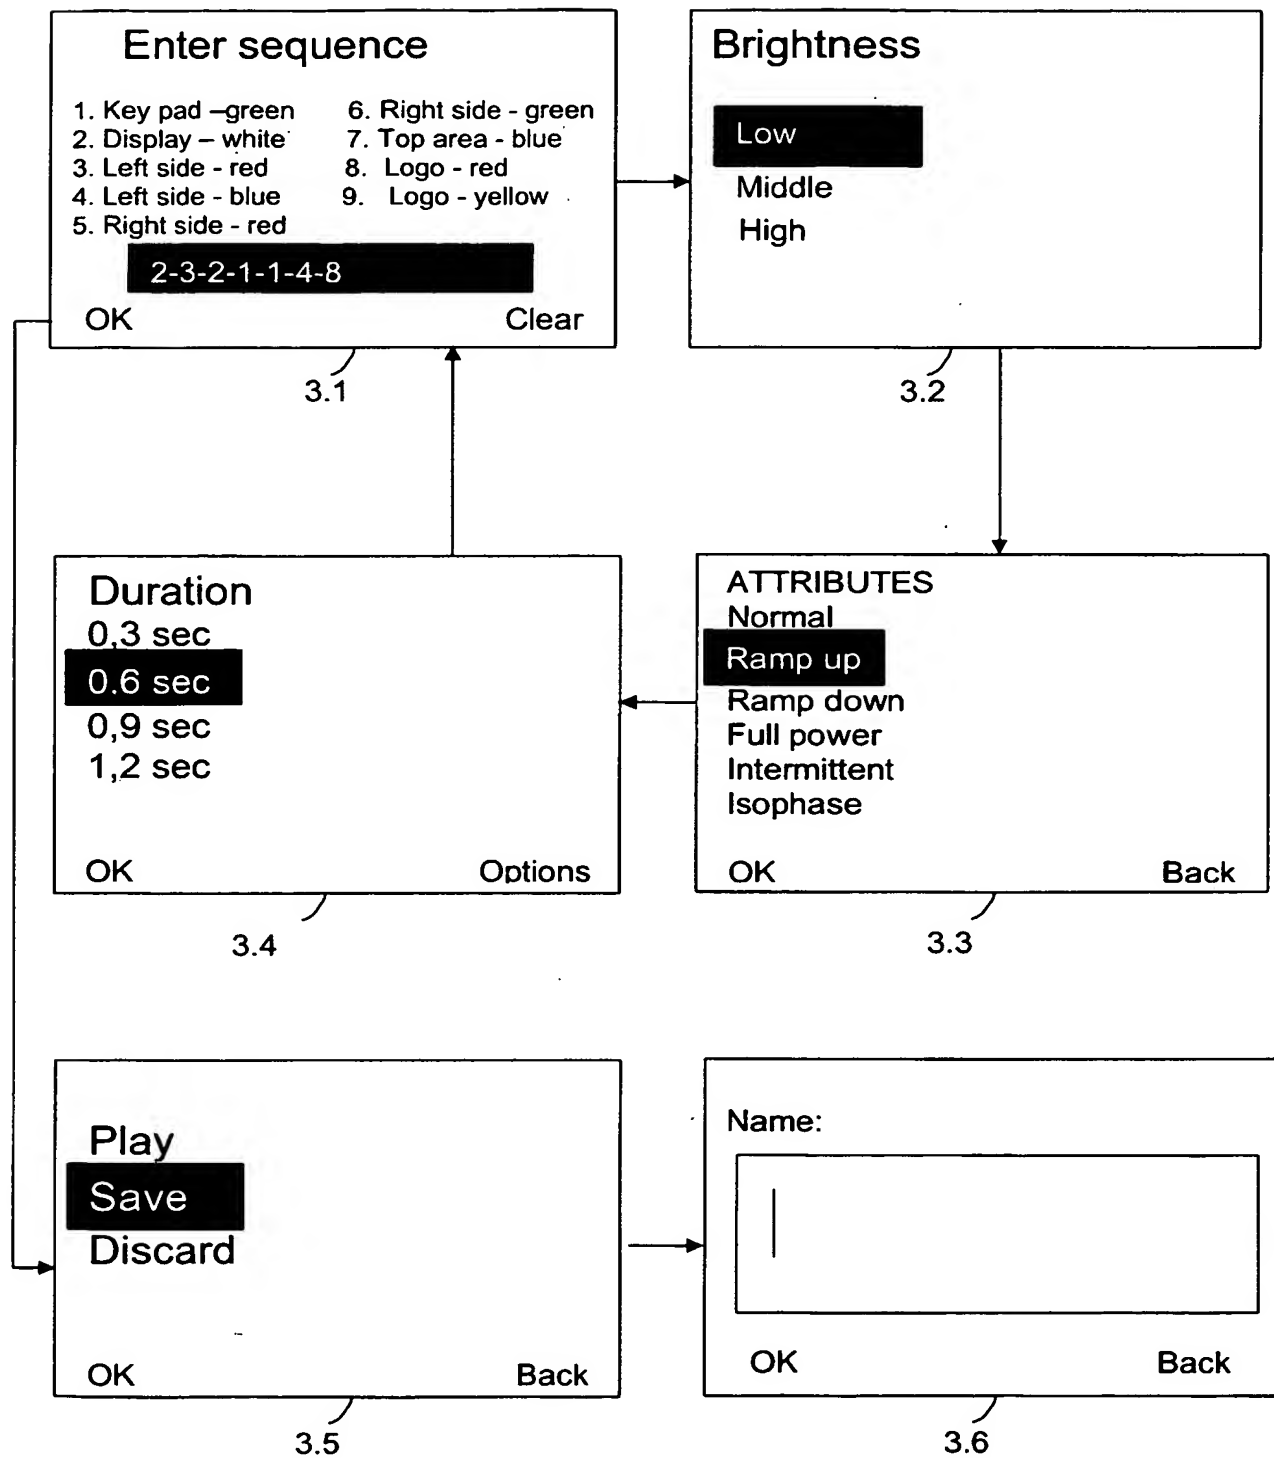 Enter sequence
1. Key pad –green
2. Display – white
3. Left side - red
4. Left side - blue
5. Right side - red
6. Right side - green
7. Top area - blue
8. Logo - red
9. Logo - yellow
2-3-2-1-1-4-8
OK Clear
3.1
Brightness
Low
Middle
High
3.2
Duration
0,3 sec
0.6 sec
0,9 sec
1,2 sec
OK Options
3.4
ATTRIBUTES
Normal
Ramp up
Ramp down
Full power
Intermittent
Isophase
OK Back
3.3
Play
Save
Discard
OK Back
3.5
Name:
OK Back
3.6